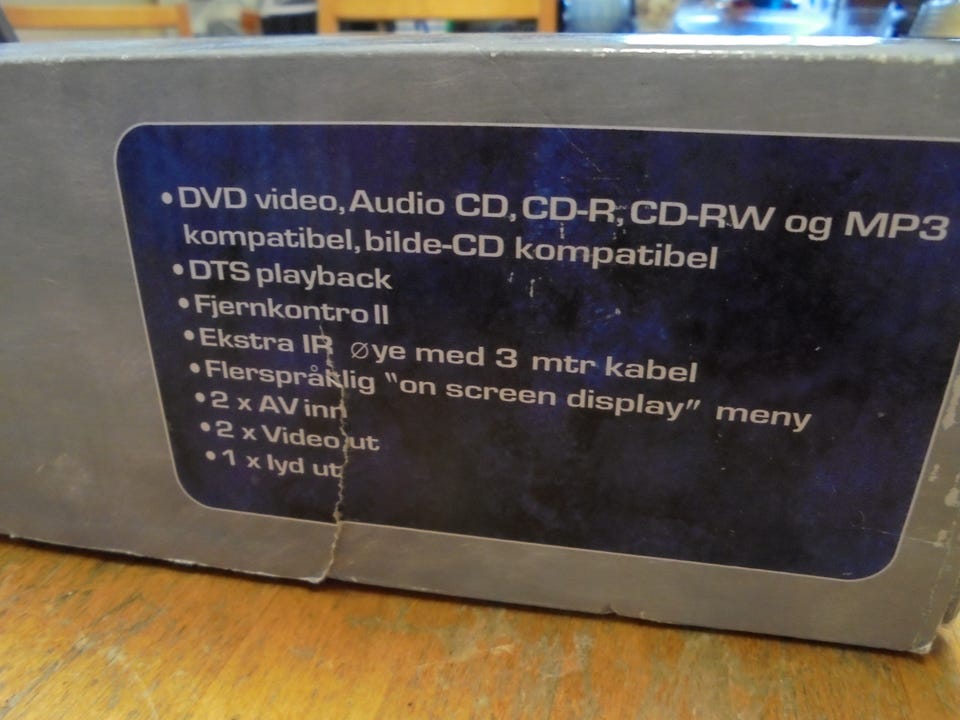 •DVD video, Audio CD, CD-R, CD-RW og MP3
kompatibel, bilde-CD kompatibel
•DTS playback
•Fjernkontroll
•Ekstra IR øye med 3 mtr kabel
•Flerspråklig "on screen display" meny
•2 x AV inn
•2 x Video ut
•1 x lyd ut